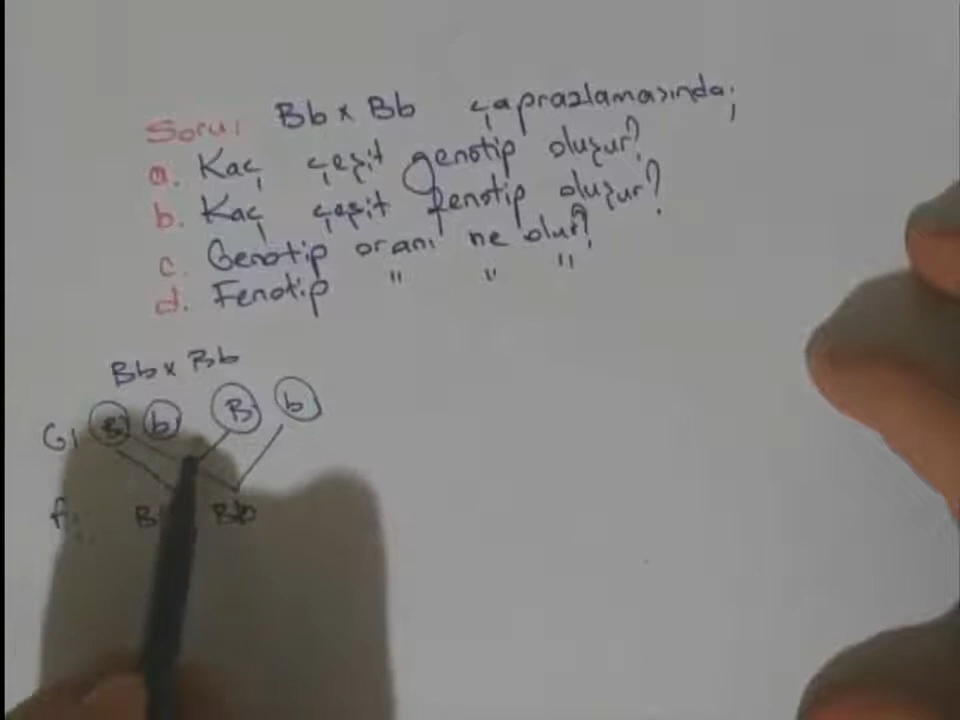 Soru: Bb x Bb çaprazlamasında;
a. Kaç çeşit genotip oluşur?
b. Kaç çeşit fenotip oluşur?
c. Genotip oranı ne olur?
d. Fenotip " " "
Bb x Bb
G: B b B b
Bb